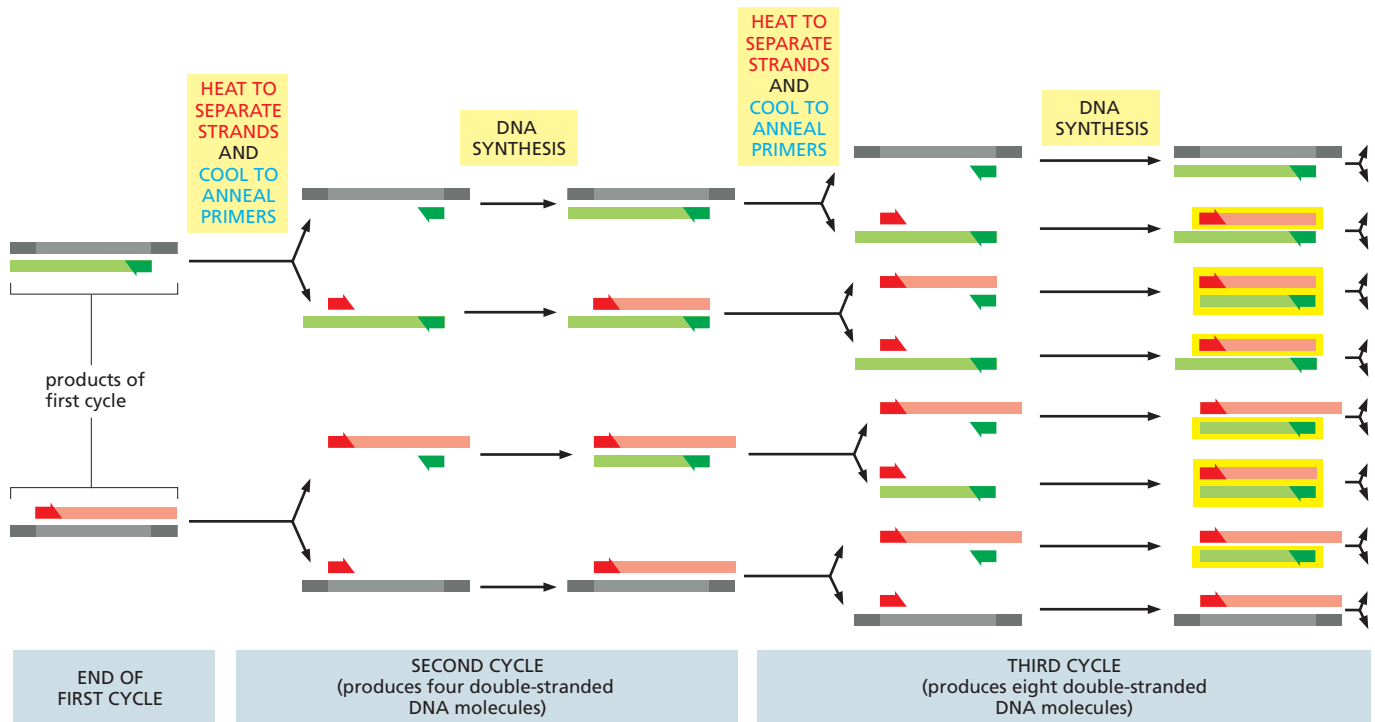 HEAT TO
SEPARATE
STRANDS
AND
COOL TO
ANNEAL
PRIMERS
DNA
SYNTHESIS
HEAT TO
SEPARATE
STRANDS
AND
COOL TO
ANNEAL
PRIMERS
DNA
SYNTHESIS
products of
first cycle
END OF
FIRST CYCLE
SECOND CYCLE
(produces four double-stranded
DNA molecules)
THIRD CYCLE
(produces eight double-stranded
DNA molecules)